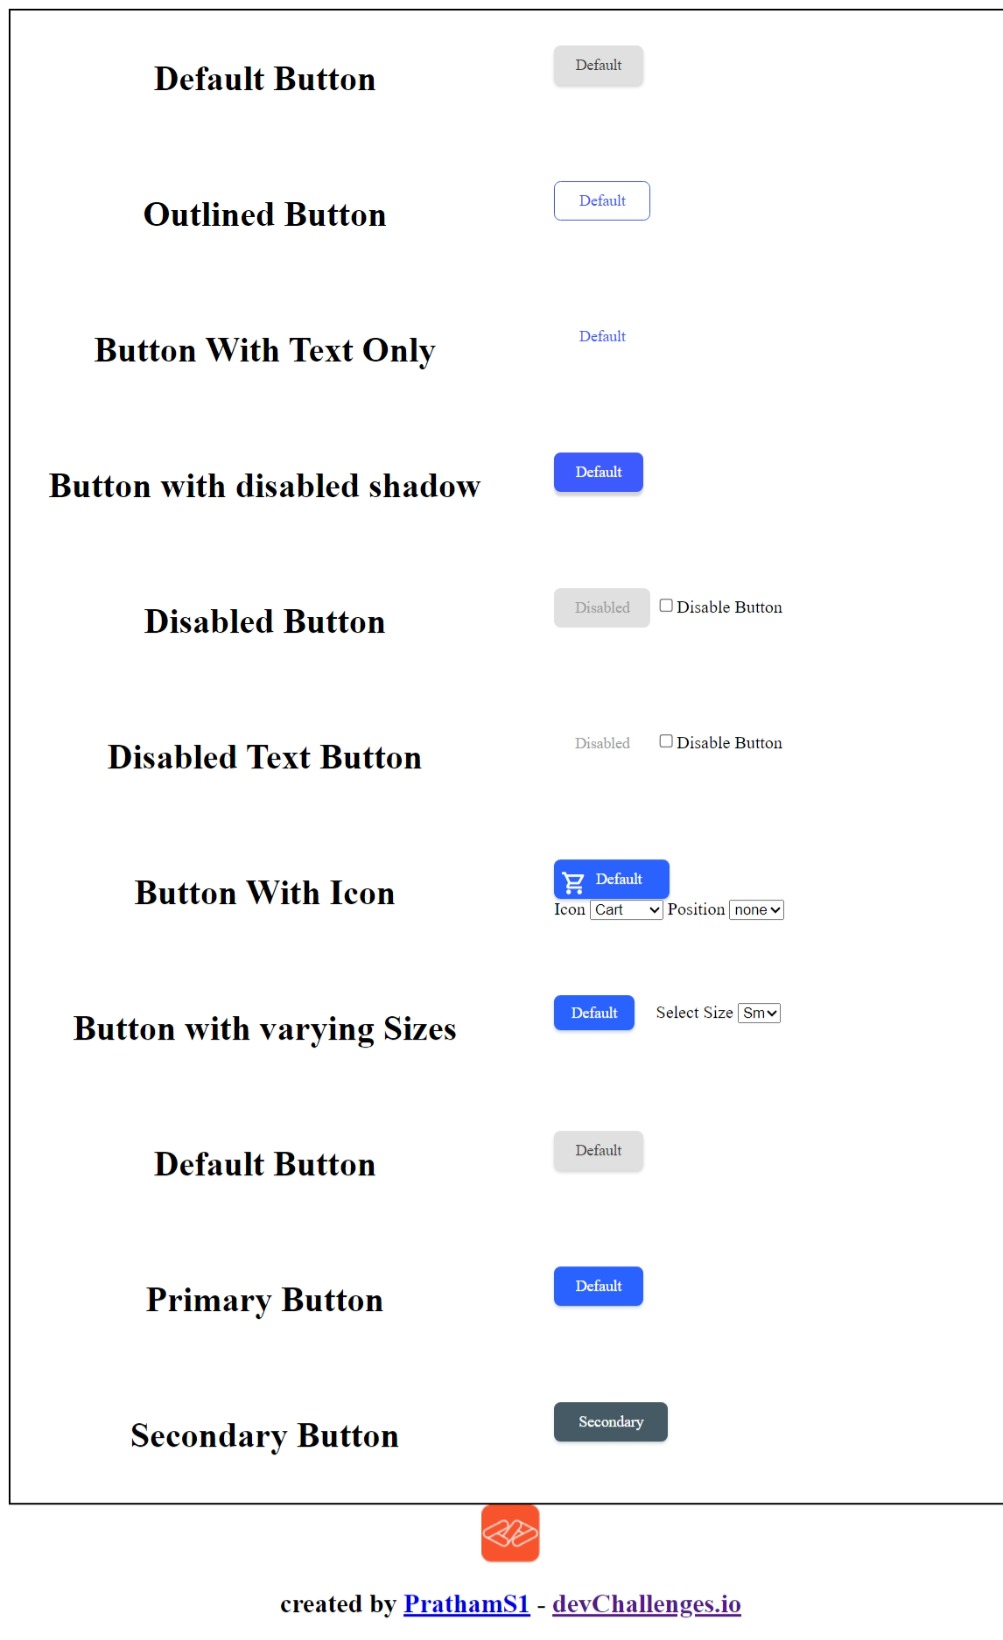 Default Button Default
Outlined Button Default
Button With Text Only Default
Button with disabled shadow Default
Disabled Button Disabled Disable Button
Disabled Text Button Disabled Disable Button
Button With Icon Default
Icon Cart Position none
Button with varying Sizes Default Select Size Sm
Default Button Default
Primary Button Default
Secondary Button Secondary
created by PrathamS1 - devChallenges.io